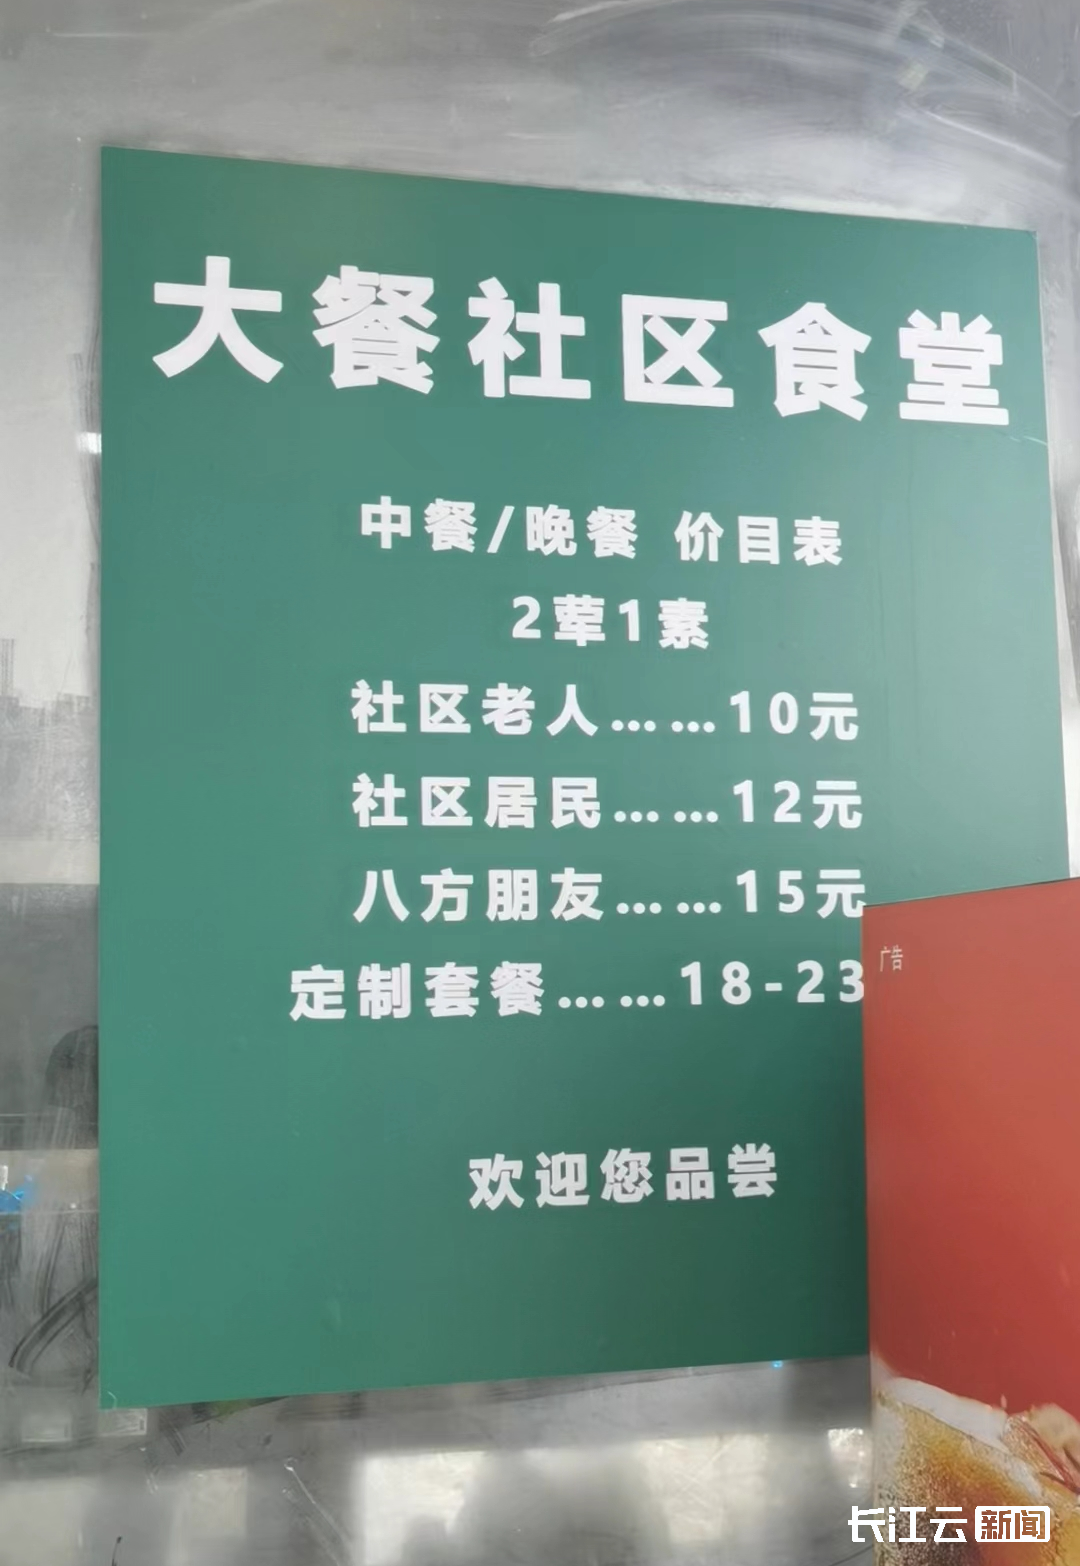 大餐社区食堂
中餐/晚餐 价目表
2荤1素
社区老人……10元
社区居民……12元
八方朋友……15元
定制套餐……18-23
欢迎您品尝
广告
长江云新闻